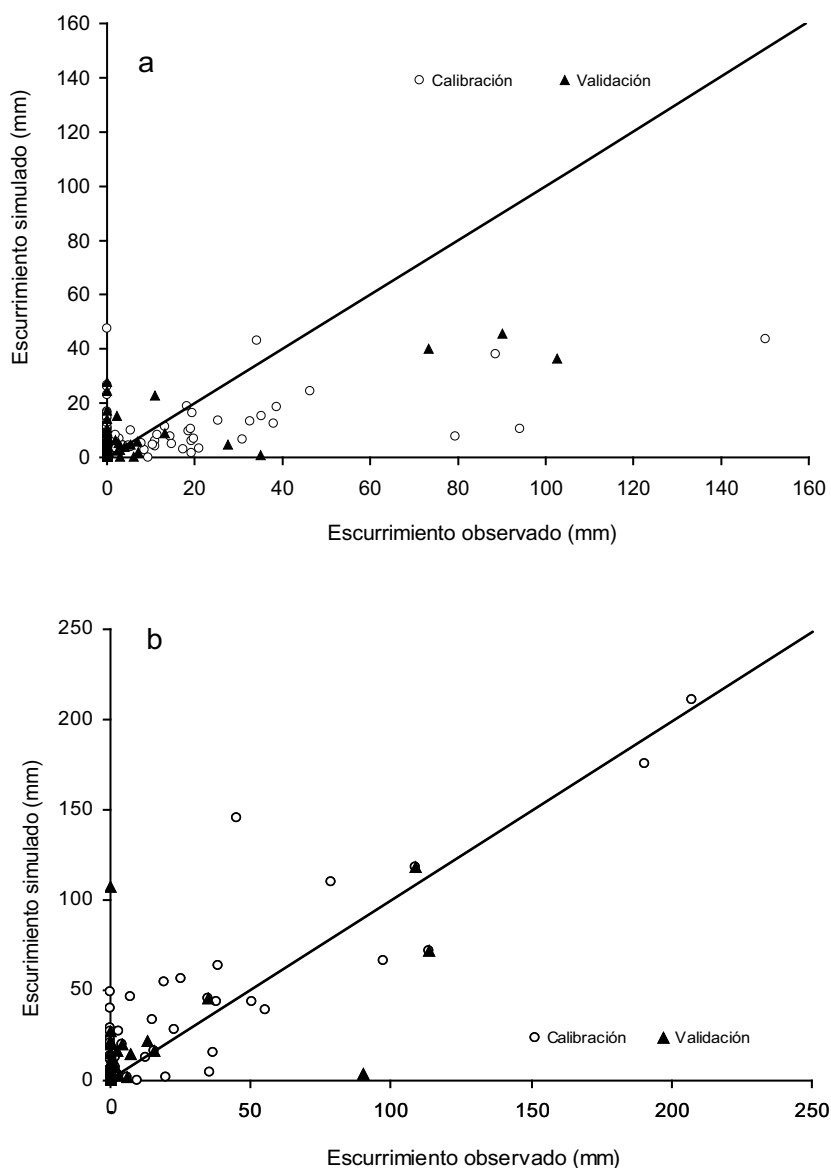 a
Calibración
Validación
Escurrimiento simulado (mm)
160
140
120
100
80
60
40
20
0
0 20 40 60 80 100 120 140 160
Escurrimiento observado (mm)
b
Escurimiento simulado (mm)
250
200
150
100
50
0
Calibración
Validación
0 50 100 150 200 250
Escurrimiento observado (mm)